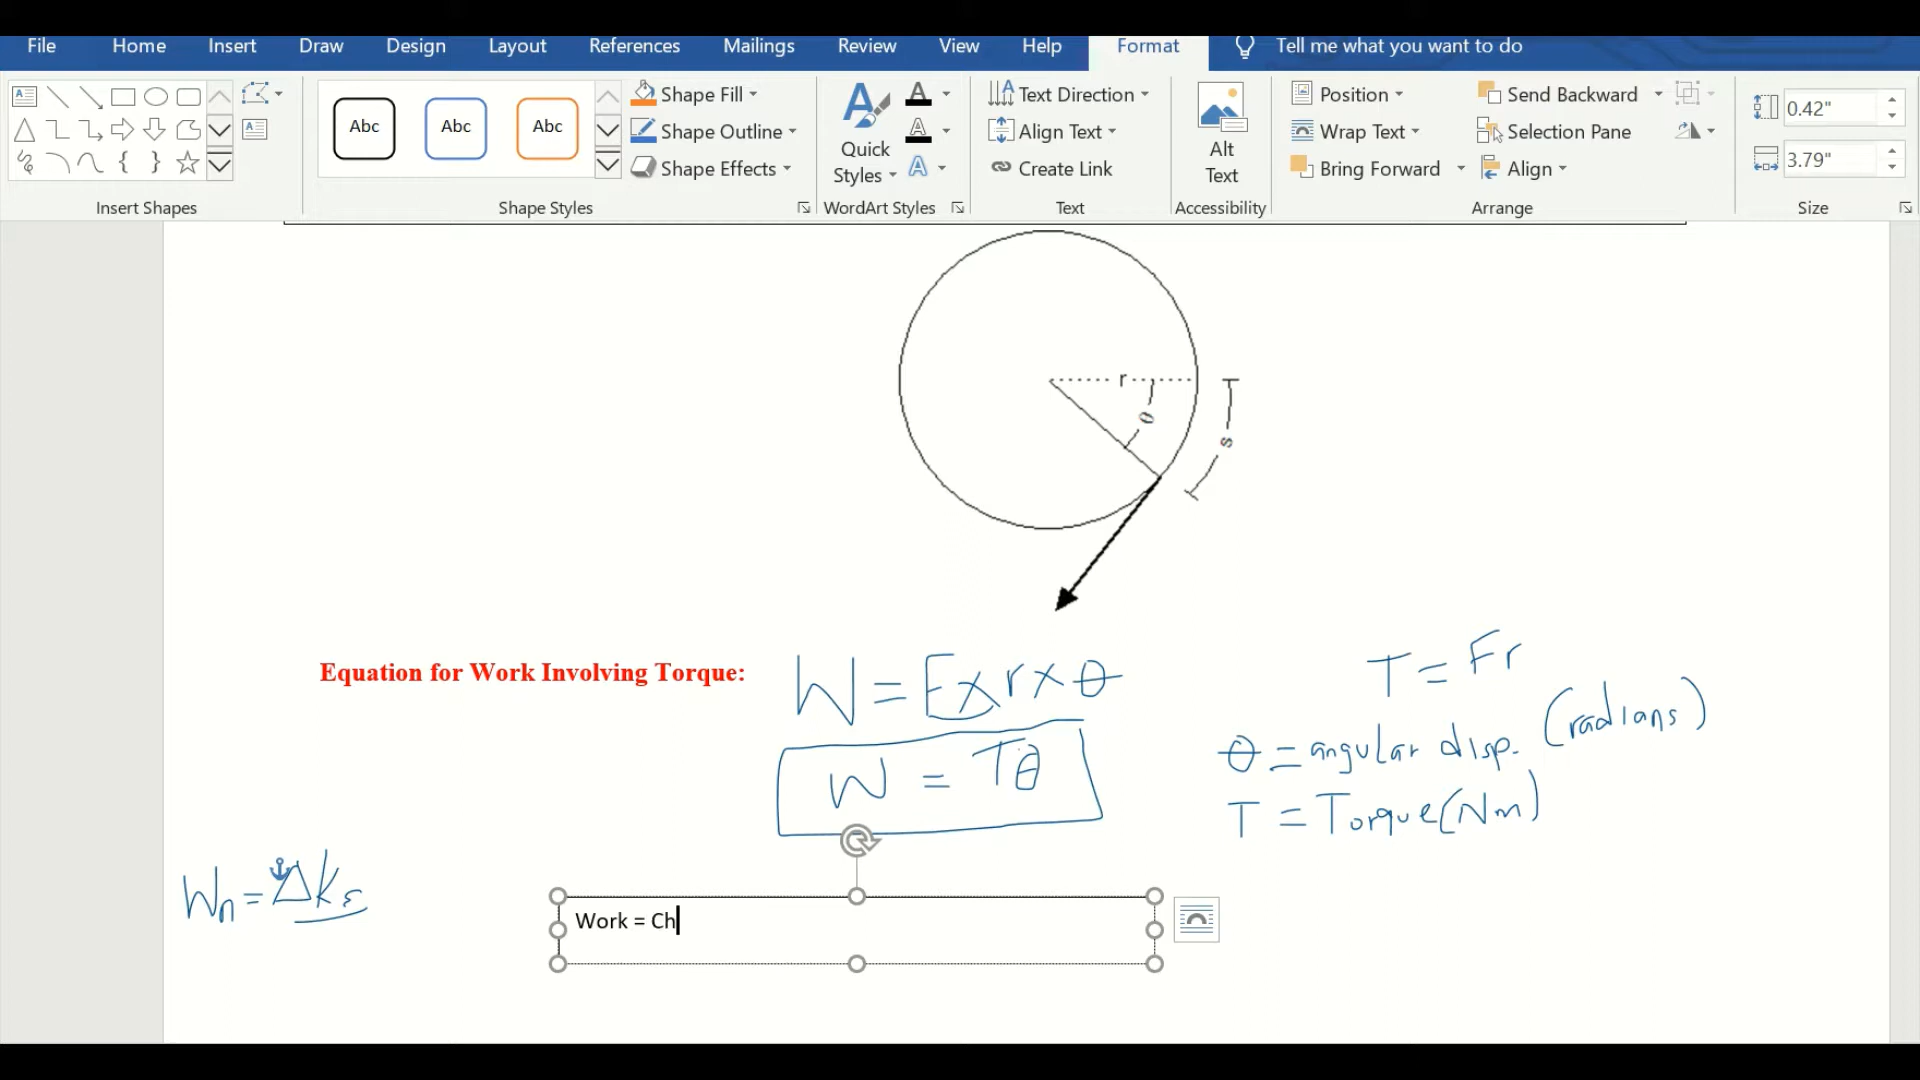 File Home Insert Draw Design Layout References Mailings Review View Help Format Tell me what you want to do
Abc Abc Abc
Shape Fill
Shape Outline
Shape Effects
Quick Styles
Text Direction
Align Text
Create Link
Alt Text
Position
Wrap Text
Bring Forward
Send Backward
Selection Pane
Align
0.42"
3.79"
Insert Shapes Shape Styles WordArt Styles Text Accessibility Arrange Size
r
θ
s
Equation for Work Involving Torque: W = F x r x θ
T = Fr
W = Tθ
θ = angular disp. (radians)
T = Torque (Nm)
Wn = ΔKE
Work = Ch